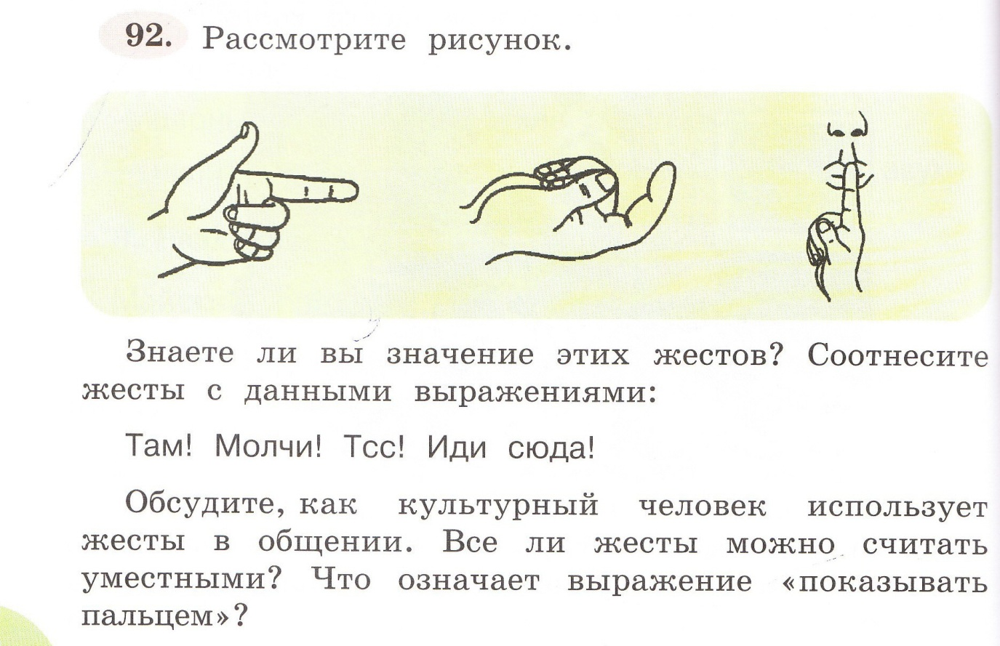 92. Рассмотрите рисунок.
Знаете ли вы значение этих жестов? Соотнесите
жесты с данными выражениями:
Там! Молчи! Тсс! Иди сюда!
Обсудите, как культурный человек использует
жесты в общении. Все ли жесты можно считать
уместными? Что означает выражение «показывать
пальцем»?